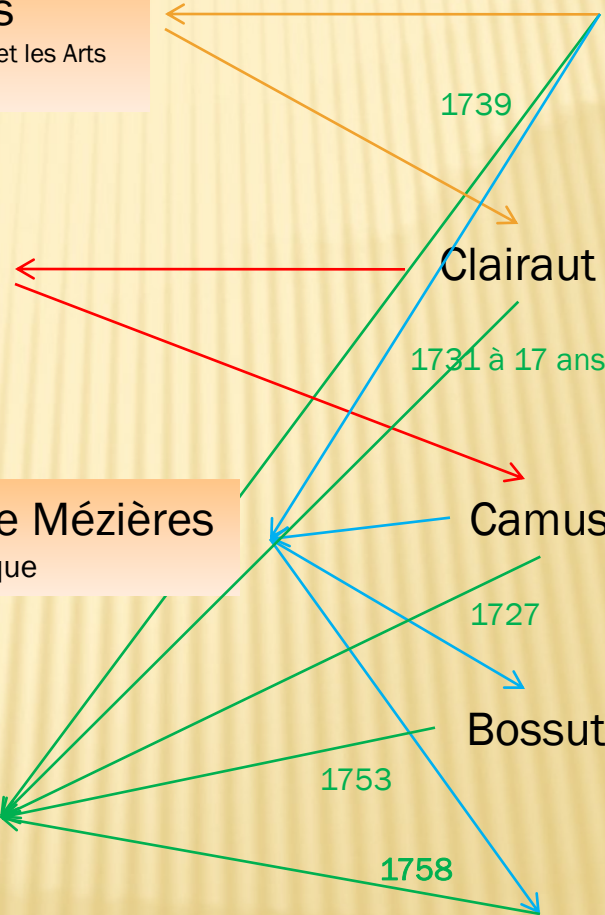 s
et les Arts
1739
Clairaut
1731 à 17 ans
e Mézières
que
Camus
1727
Bossut
1753
1758